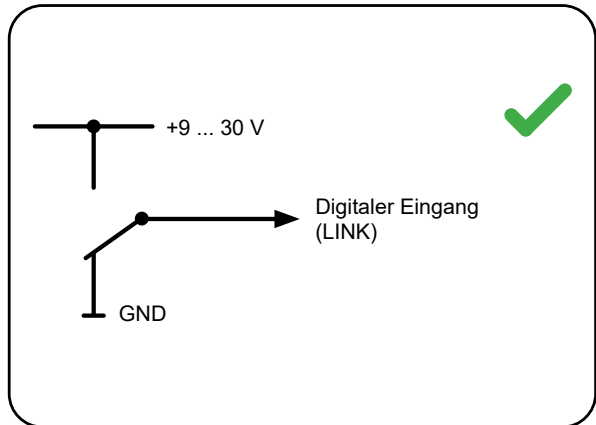 +9 ... 30 V
Digitaler Eingang
(LINK)
GND